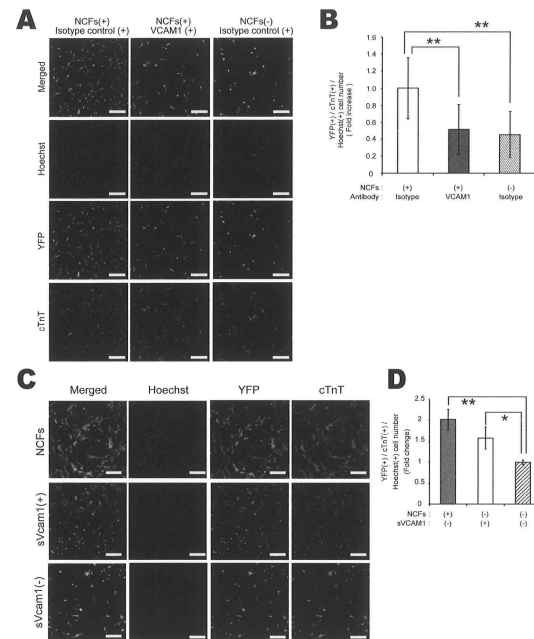 A
NCFs(+)
Isotype control (+)
NCFs(+)
VCAM1 (+)
NCFs(-)
Isotype control (+)
Merged
Hoechst
YFP
cTnT
B
YFP(+) / cTnT(+) /
Hoechst(+) cell number
( Fold increase )
1.6
1.4
1.2
1.0
0.8
0.6
0.4
0.2
0
**
**
NCFs : (+) (+) (-)
Antibody : Isotype VCAM1 Isotype
C
Merged Hoechst YFP cTnT
NCFs
sVcam1(+)
sVcam1(-)
D
YFP(+) / cTnT(+) /
Hoechst(+) cell number
(Fold change)
2.5
2
1.5
1
0.5
0
**
*
NCFs : (+) (-) (-)
sVCAM1 : (-) (+) (-)